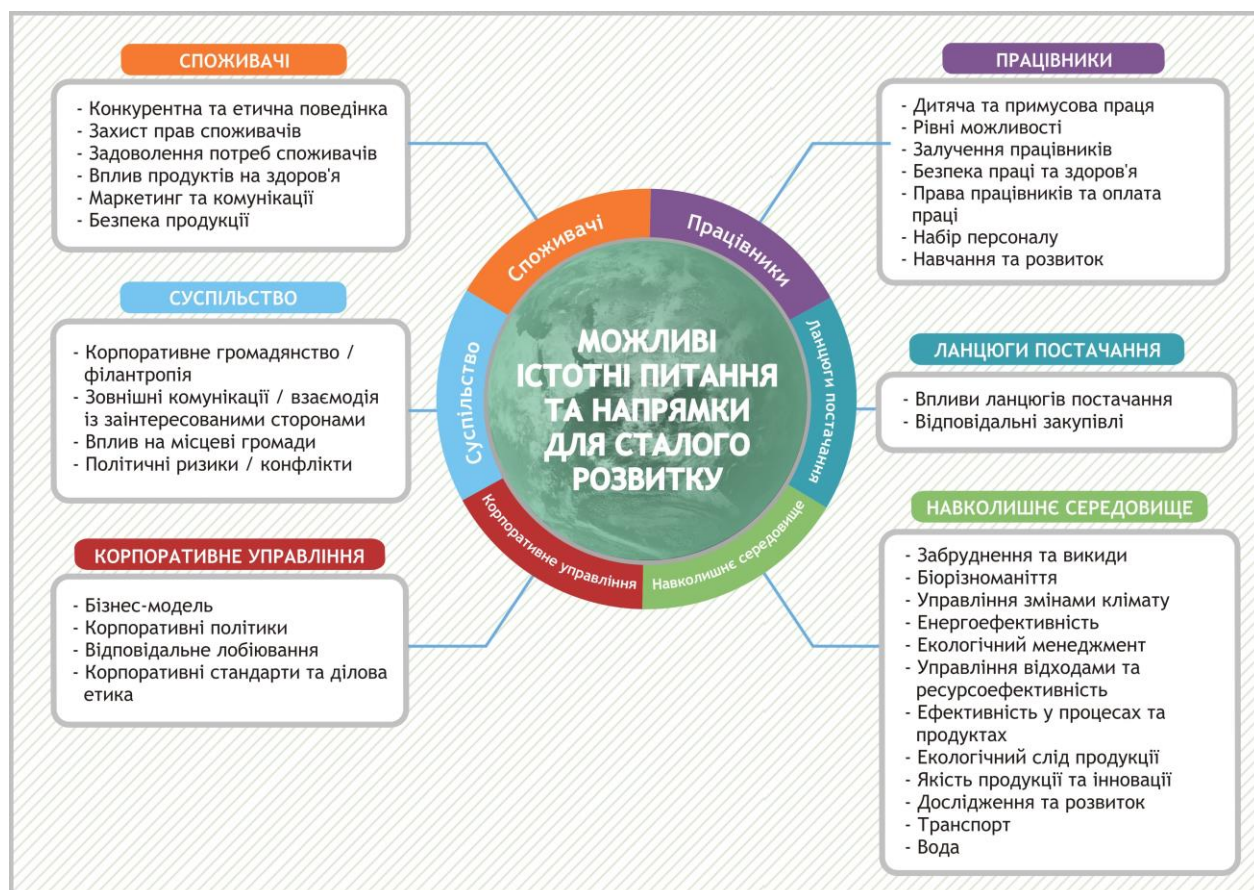 СПОЖИВАЧІ
- Конкурентна та етична поведінка
- Захист прав споживачів
- Задоволення потреб споживачів
- Вплив продуктів на здоров'я
- Маркетинг та комунікації
- Безпека продукції
СУСПІЛЬСТВО
- Корпоративне громадянство /
філантропія
- Зовнішні комунікації / взаємодія
із заінтересованими сторонами
- Вплив на місцеві громади
- Політичні ризики / конфлікти
КОРПОРАТИВНЕ УПРАВЛІННЯ
- Бізнес-модель
- Корпоративні політики
- Відповідальне лобіювання
- Корпоративні стандарти та ділова
етика
Споживачі
Працівники
Ланцюги постачання
Навколишнє середовище
Корпоративне управління
Суспільство
МОЖЛИВІ
ІСТОТНІ ПИТАННЯ
ТА НАПРЯМКИ
ДЛЯ СТАЛОГО
РОЗВИТКУ
ПРАЦІВНИКИ
- Дитяча та примусова праця
- Рівні можливості
- Залучення працівників
- Безпека праці та здоров'я
- Права працівників та оплата
праці
- Набір персоналу
- Навчання та розвиток
ЛАНЦЮГИ ПОСТАЧАННЯ
- Впливи ланцюгів постачання
- Відповідальні закупівлі
НАВКОЛИШНЄ СЕРЕДОВИЩЕ
- Забруднення та викиди
- Біорізноманіття
- Управління змінами клімату
- Енергоефективність
- Екологічний менеджмент
- Управління відходами та
ресурсоефективність
- Ефективність у процесах та
продуктах
- Екологічний слід продукції
- Якість продукції та інновації
- Дослідження та розвиток
- Транспорт
- Вода